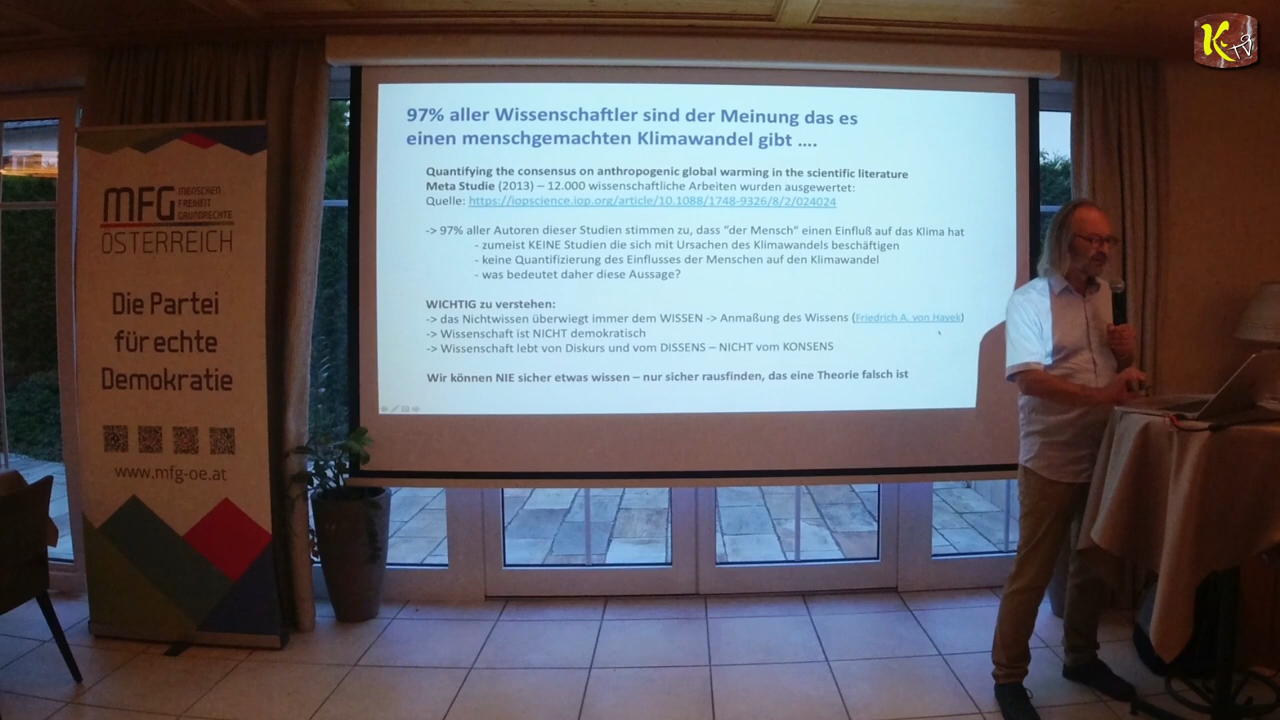 MFG MENSCHEN
FREIHEIT
GRUNDRECHTE
ÖSTERREICH
Die Partei
für echte
Demokratie
www.mfg-oe.at
97% aller Wissenschaftler sind der Meinung das es
einen menschgemachten Klimawandel gibt ....
Quantifying the consensus on anthropogenic global warming in the scientific literature
Meta Studie (2013) – 12.000 wissenschaftliche Arbeiten wurden ausgewertet:
Quelle: https://iopscience.iop.org/article/10.1088/1748-9326/8/2/024024
-> 97% aller Autoren dieser Studien stimmen zu, dass “der Mensch“ einen Einfluß auf das Klima hat
- zumeist KEINE Studien die sich mit Ursachen des Klimawandels beschäftigen
- keine Quantifizierung des Einflusses der Menschen auf den Klimawandel
- was bedeutet daher diese Aussage?
WICHTIG zu verstehen:
-> das Nichtwissen überwiegt immer dem WISSEN -> Anmaßung des Wissens (Friedrich A. von Hayek)
-> Wissenschaft ist NICHT demokratisch
-> Wissenschaft lebt von Diskurs und vom DISSENS – NICHT vom KONSENS
Wir können NIE sicher etwas wissen – nur sicher rausfinden, das eine Theorie falsch ist
K TV